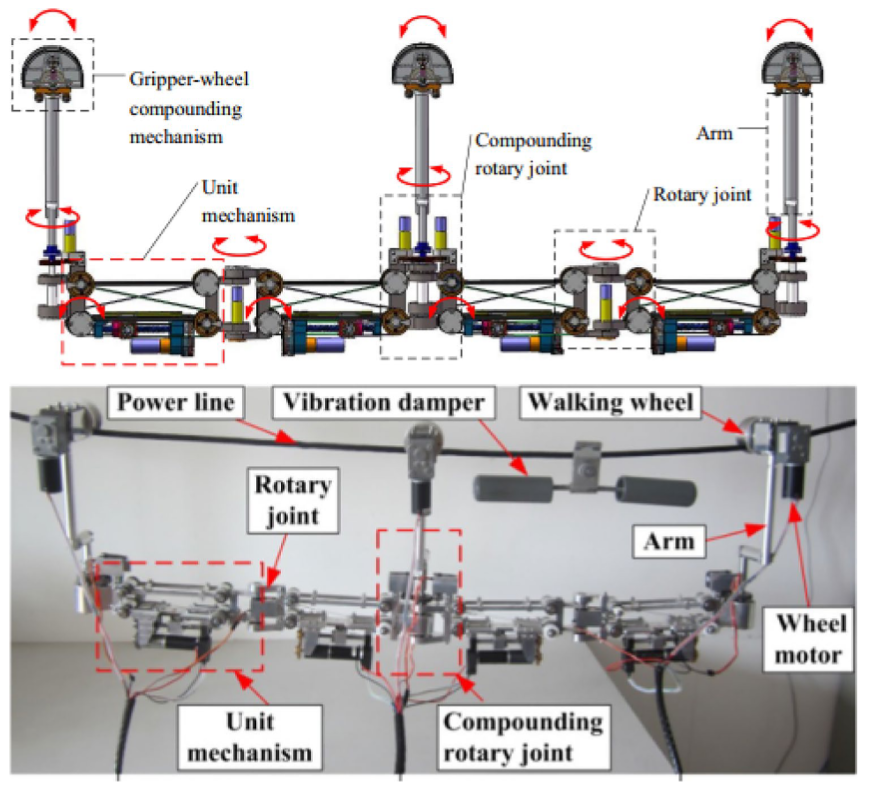 Gripper-wheel
compounding
mechanism
Unit
mechanism
Compounding
rotary joint
Arm
Rotary joint
Power line
Vibration damper
Walking wheel
Rotary
joint
Arm
Wheel
motor
Unit
mechanism
Compounding
rotary joint